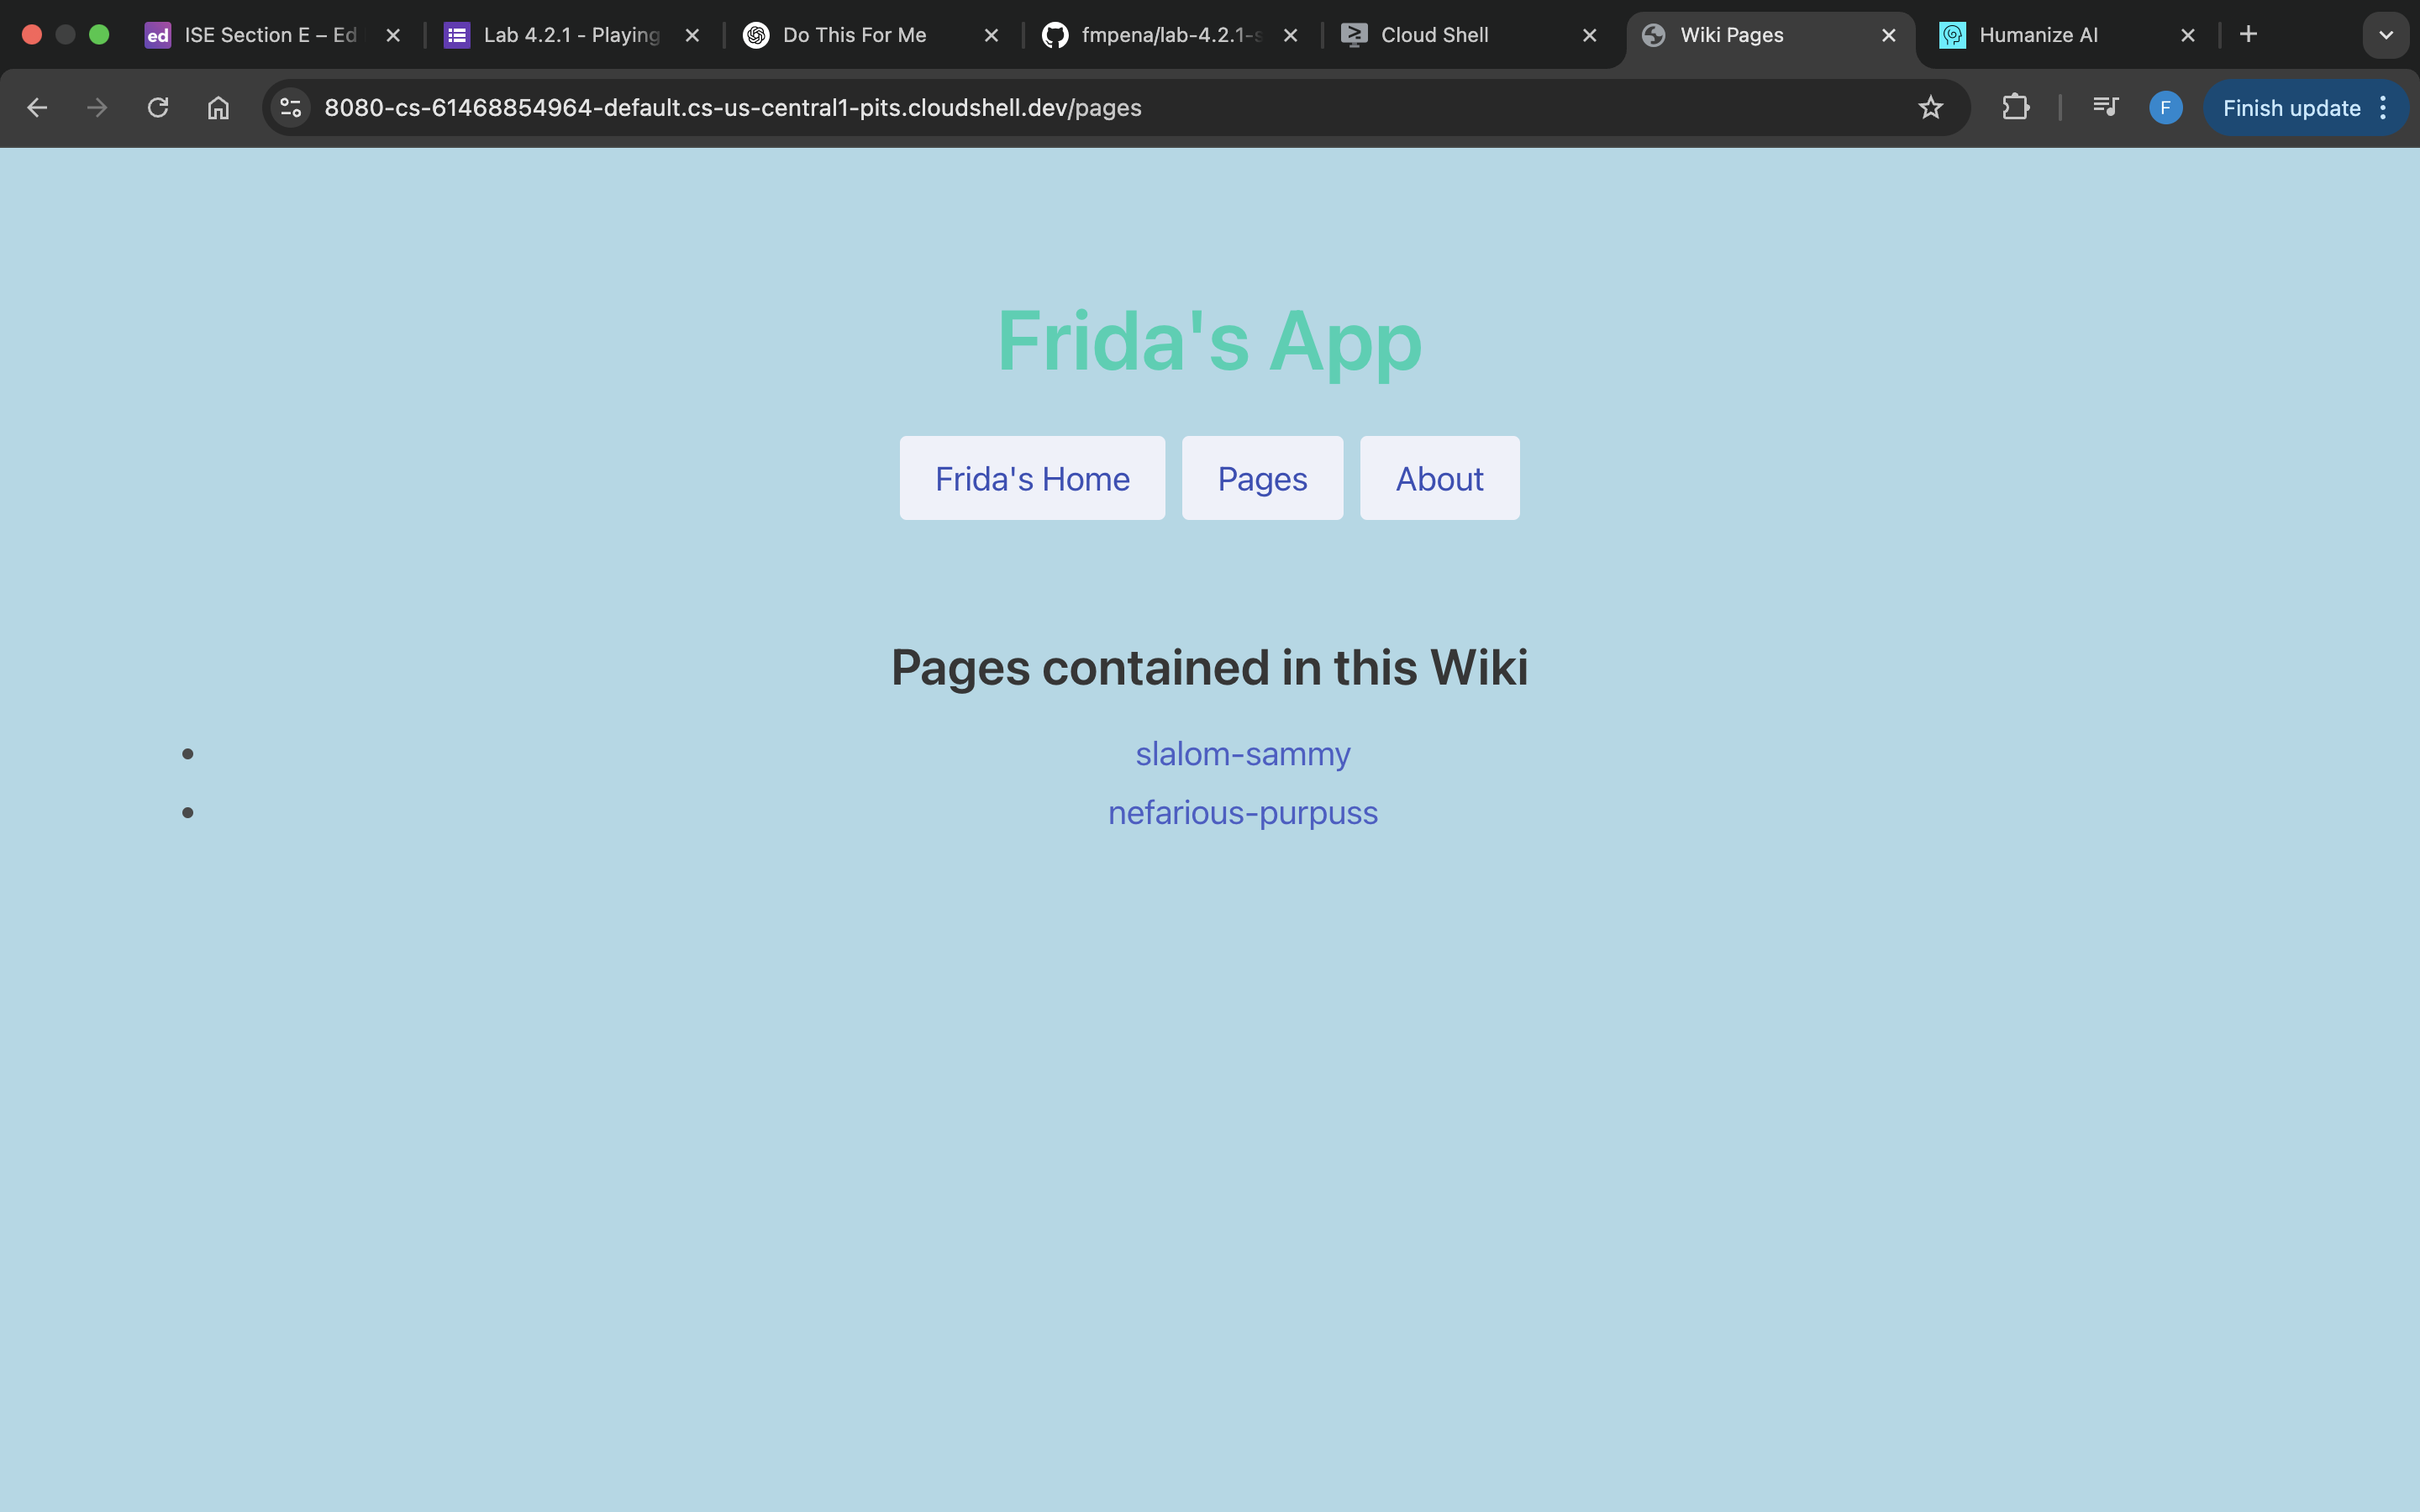 ed ISE Section E – Ed
Lab 4.2.1 - Playing
Do This For Me
fmpena/lab-4.2.1-s
Cloud Shell
Wiki Pages
Humanize AI
8080-cs-61468854964-default.cs-us-central1-pits.cloudshell.dev/pages
F
Finish update
Frida's App
Frida's Home
Pages
About
Pages contained in this Wiki
slalom-sammy
nefarious-purpuss